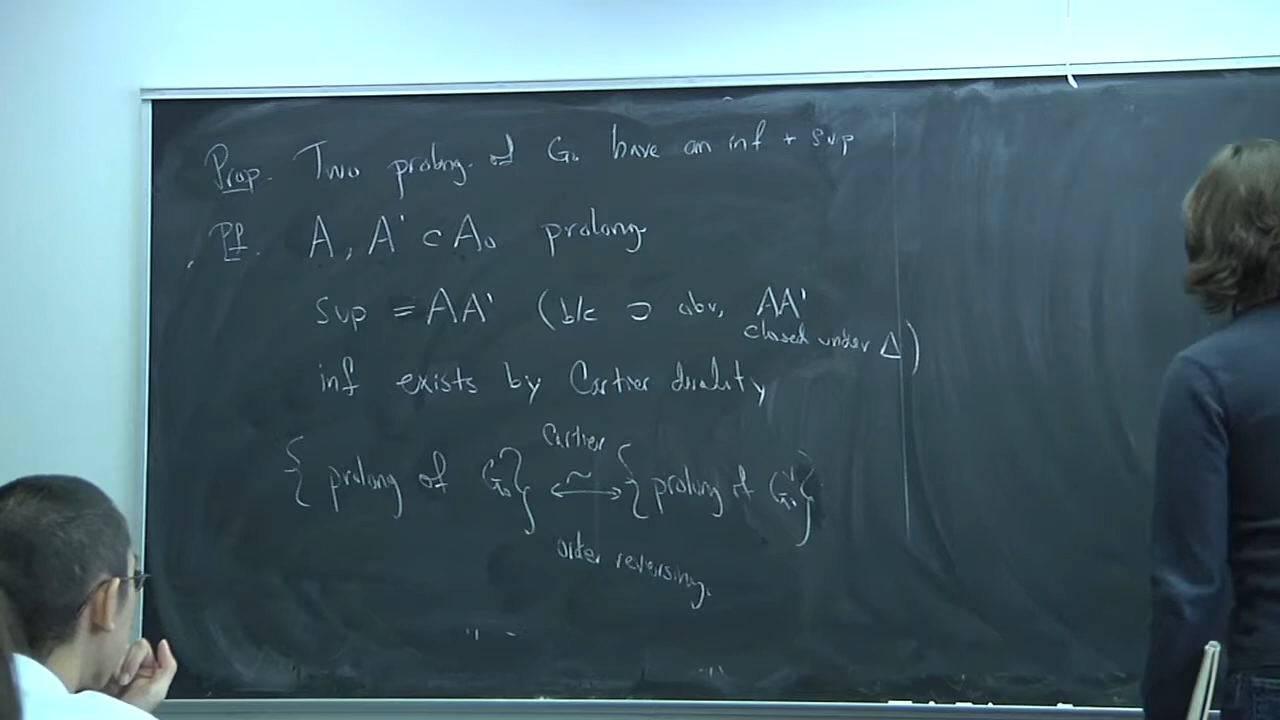 Prop. Two prolong. of G₀ have an inf + sup
Pf. A, A' ⊂ A₀ prolong
sup = AA' (b/c ⊃ abv, AA'
closed under Δ)
inf exists by Cartier duality
Cartier
{ prolong of G₀ } ⟷~ { prolong of G₀^∨ }
order reversing.